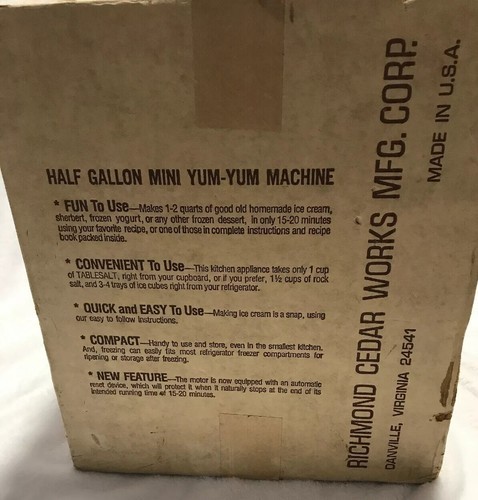 HALF GALLON MINI YUM-YUM MACHINE
* FUN To Use—Makes 1-2 quarts of good old homemade ice cream,
sherbert, frozen yogurt, or any other frozen dessert, in only 15-20 minutes
using your favorite recipe, or one of those in complete instructions and recipe
book packed inside.
* CONVENIENT To Use—This kitchen appliance takes only 1 cup
of TABLESALT, right from your cupboard, or if you prefer, 1½ cups of rock
salt, and 3-4 trays of ice cubes right from your refrigerator.
* QUICK and EASY To Use—Making ice cream is a snap, using
our easy to follow instructions.
* COMPACT—Handy to use and store, even in the smallest kitchen.
And, freezing can easily fits most refrigerator freezer compartments for
ripening or storage after freezing.
* NEW FEATURE—The motor is now equipped with an automatic
reset device, which will protect it when it naturally stops at the end of its
intended running time of 15-20 minutes.
RICHMOND CEDAR WORKS MFG. CORP.
DANVILLE, VIRGINIA 24541
MADE IN U.S.A.